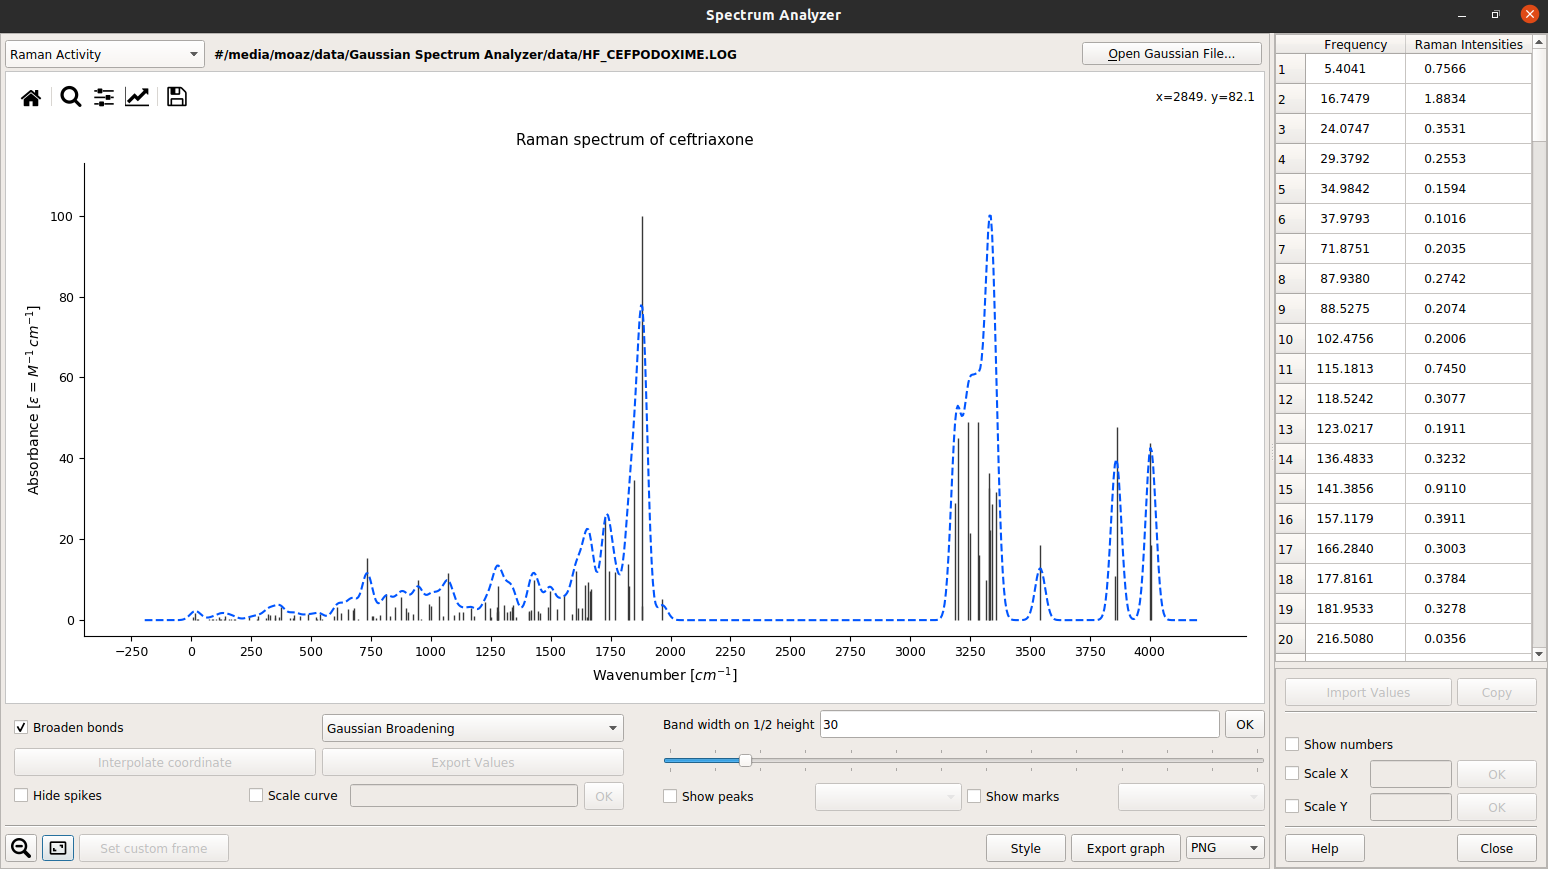 Spectrum Analyzer
Raman Activity
#/media/moaz/data/Gaussian Spectrum Analyzer/data/HF_CEFPODOXIME.LOG
Open Gaussian File...
x=2849. y=82.1
Raman spectrum of ceftriaxone
Absorbance [ε = M⁻¹ cm⁻¹]
100
80
60
40
20
0
−250 0 250 500 750 1000 1250 1500 1750 2000 2250 2500 2750 3000 3250 3500 3750 4000
Wavenumber [cm⁻¹]
Frequency Raman Intensities
1 5.4041 0.7566
2 16.7479 1.8834
3 24.0747 0.3531
4 29.3792 0.2553
5 34.9842 0.1594
6 37.9793 0.1016
7 71.8751 0.2035
8 87.9380 0.2742
9 88.5275 0.2074
10 102.4756 0.2006
11 115.1813 0.7450
12 118.5242 0.3077
13 123.0217 0.1911
14 136.4833 0.3232
15 141.3856 0.9110
16 157.1179 0.3911
17 166.2840 0.3003
18 177.8161 0.3784
19 181.9533 0.3278
20 216.5080 0.0356
Broaden bonds
Gaussian Broadening
Band width on 1/2 height 30 OK
Interpolate coordinate
Export Values
Hide spikes
Scale curve
OK
Show peaks
Show marks
Set custom frame
Style
Export graph
PNG
Import Values
Copy
Show numbers
Scale X OK
Scale Y OK
Help
Close